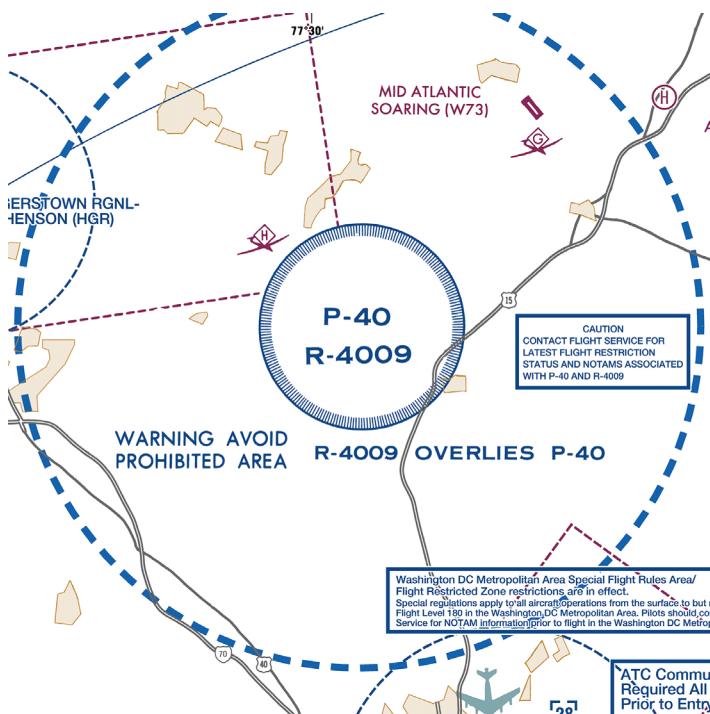 77°30'
MID ATLANTIC
SOARING (W73)
H
G
GERSTOWN RGNL-
HENSON (HGR)
H
P-40
R-4009
15
CAUTION
CONTACT FLIGHT SERVICE FOR
LATEST FLIGHT RESTRICTION
STATUS AND NOTAMS ASSOCIATED
WITH P-40 AND R-4009
WARNING AVOID
PROHIBITED AREA
R-4009 OVERLIES P-40
Washington DC Metropolitan Area Special Flight Rules Area/
Flight Restricted Zone restrictions are in effect.
Special regulations apply to all aircraft operations from the surface to but
Flight Level 180 in the Washington DC Metropolitan Area. Pilots should co
Service for NOTAM information prior to flight in the Washington DC Metrop
70
40
ATC Commu
Required All
Prior to Entry
28